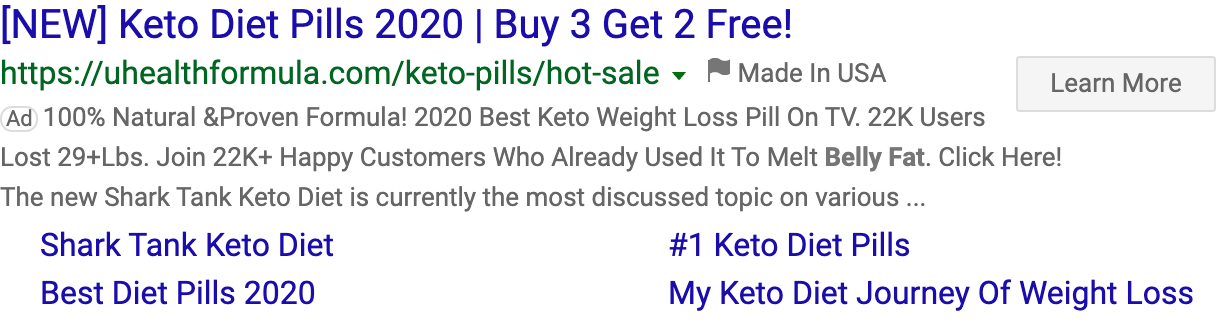 [NEW] Keto Diet Pills 2020 | Buy 3 Get 2 Free!
https://uhealthformula.com/keto-pills/hot-sale Made In USA
Learn More
Ad 100% Natural &Proven Formula! 2020 Best Keto Weight Loss Pill On TV. 22K Users
Lost 29+Lbs. Join 22K+ Happy Customers Who Already Used It To Melt Belly Fat. Click Here!
The new Shark Tank Keto Diet is currently the most discussed topic on various ...
Shark Tank Keto Diet
#1 Keto Diet Pills
Best Diet Pills 2020
My Keto Diet Journey Of Weight Loss